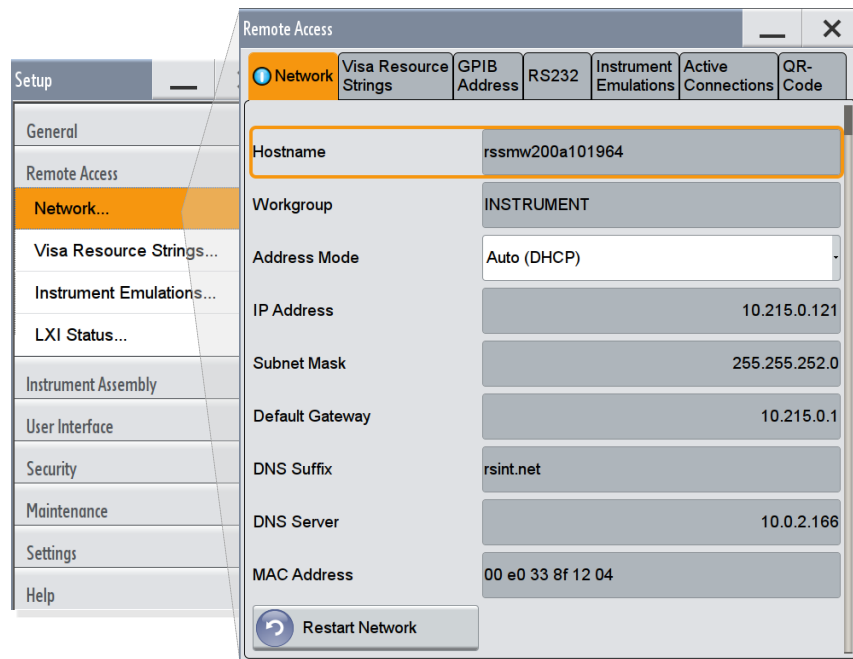 Setup
General
Remote Access
Network...
Visa Resource Strings...
Instrument Emulations...
LXI Status...
Instrument Assembly
User Interface
Security
Maintenance
Settings
Help
Remote Access
Network
Visa Resource
Strings
GPIB
Address
RS232
Instrument
Emulations
Active
Connections
QR-
Code
Hostname rssmw200a101964
Workgroup INSTRUMENT
Address Mode Auto (DHCP)
IP Address 10.215.0.121
Subnet Mask 255.255.252.0
Default Gateway 10.215.0.1
DNS Suffix rsint.net
DNS Server 10.0.2.166
MAC Address 00 e0 33 8f 12 04
Restart Network